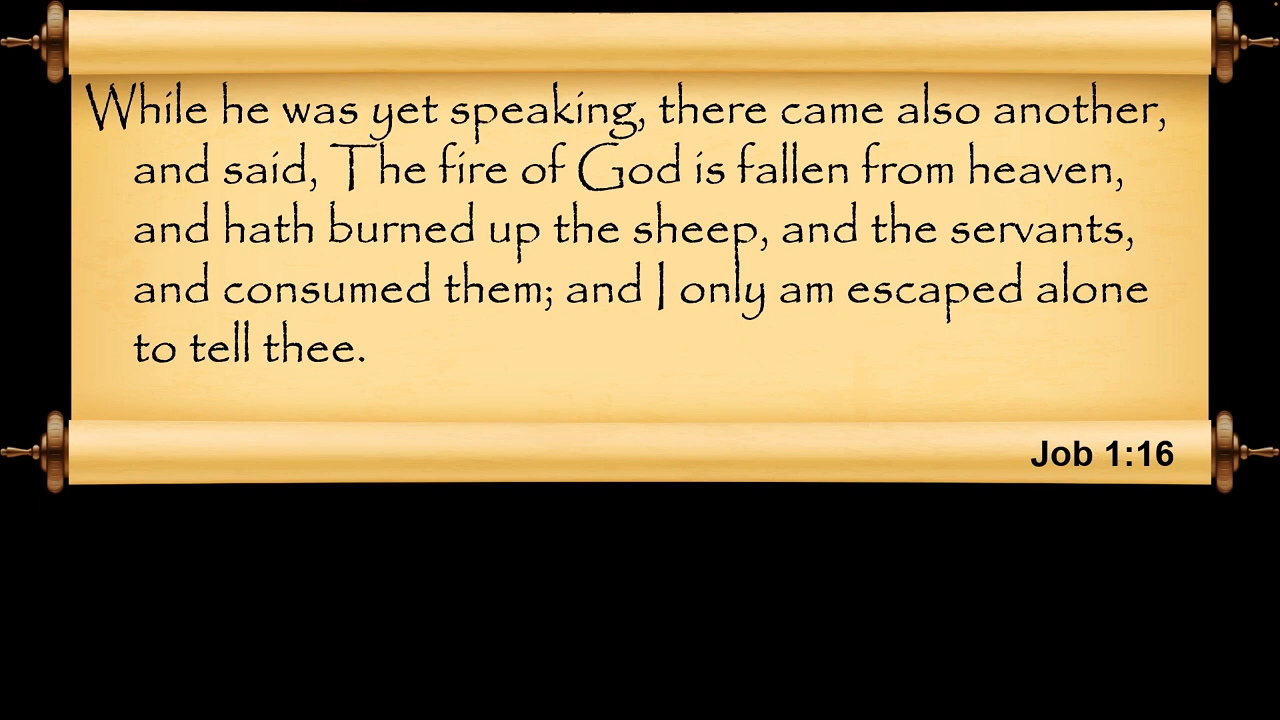 While he was yet speaking, there came also another,
and said, The fire of God is fallen from heaven,
and hath burned up the sheep, and the servants,
and consumed them; and I only am escaped alone
to tell thee.
Job 1:16